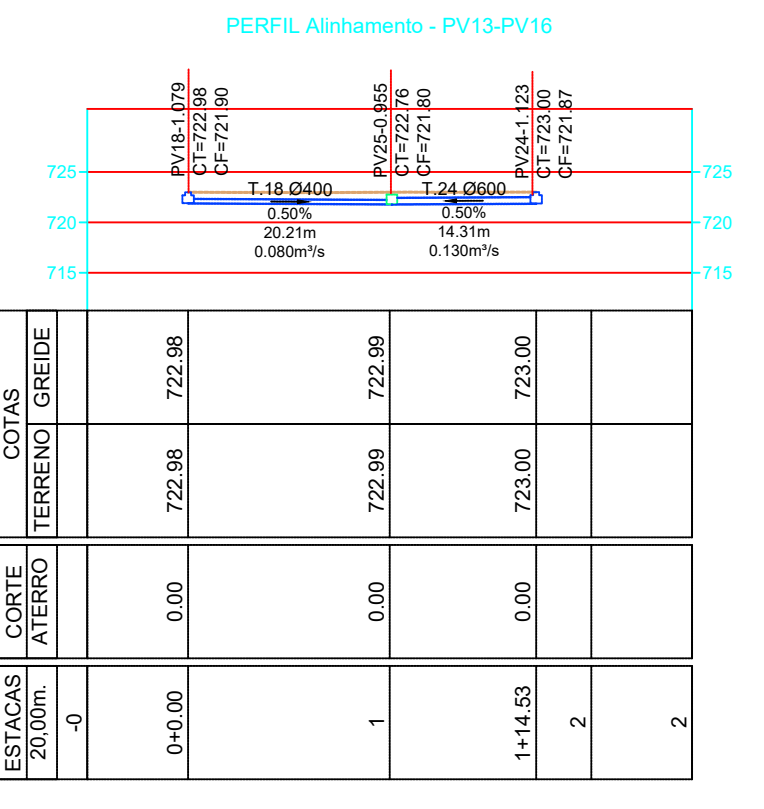 PERFIL Alinhamento - PV13-PV16
PV18-1.079
CT=722.98
CF=721.90
PV25-0.955
CT=722.76
CF=721.80
PV24-1.123
CT=723.00
CF=721.87
725
725
T.18 Ø400
T.24 Ø600
0.50%
0.50%
720
720
20.21m
14.31m
0.080m³/s
0.130m³/s
715
715
COTAS
GREIDE
722.98
722.99
723.00
TERRENO
722.98
722.99
723.00
CORTE
ATERRO
0.00
0.00
0.00
ESTACAS
20,00m.
-0
0+0.00
1
1+14.53
2
2